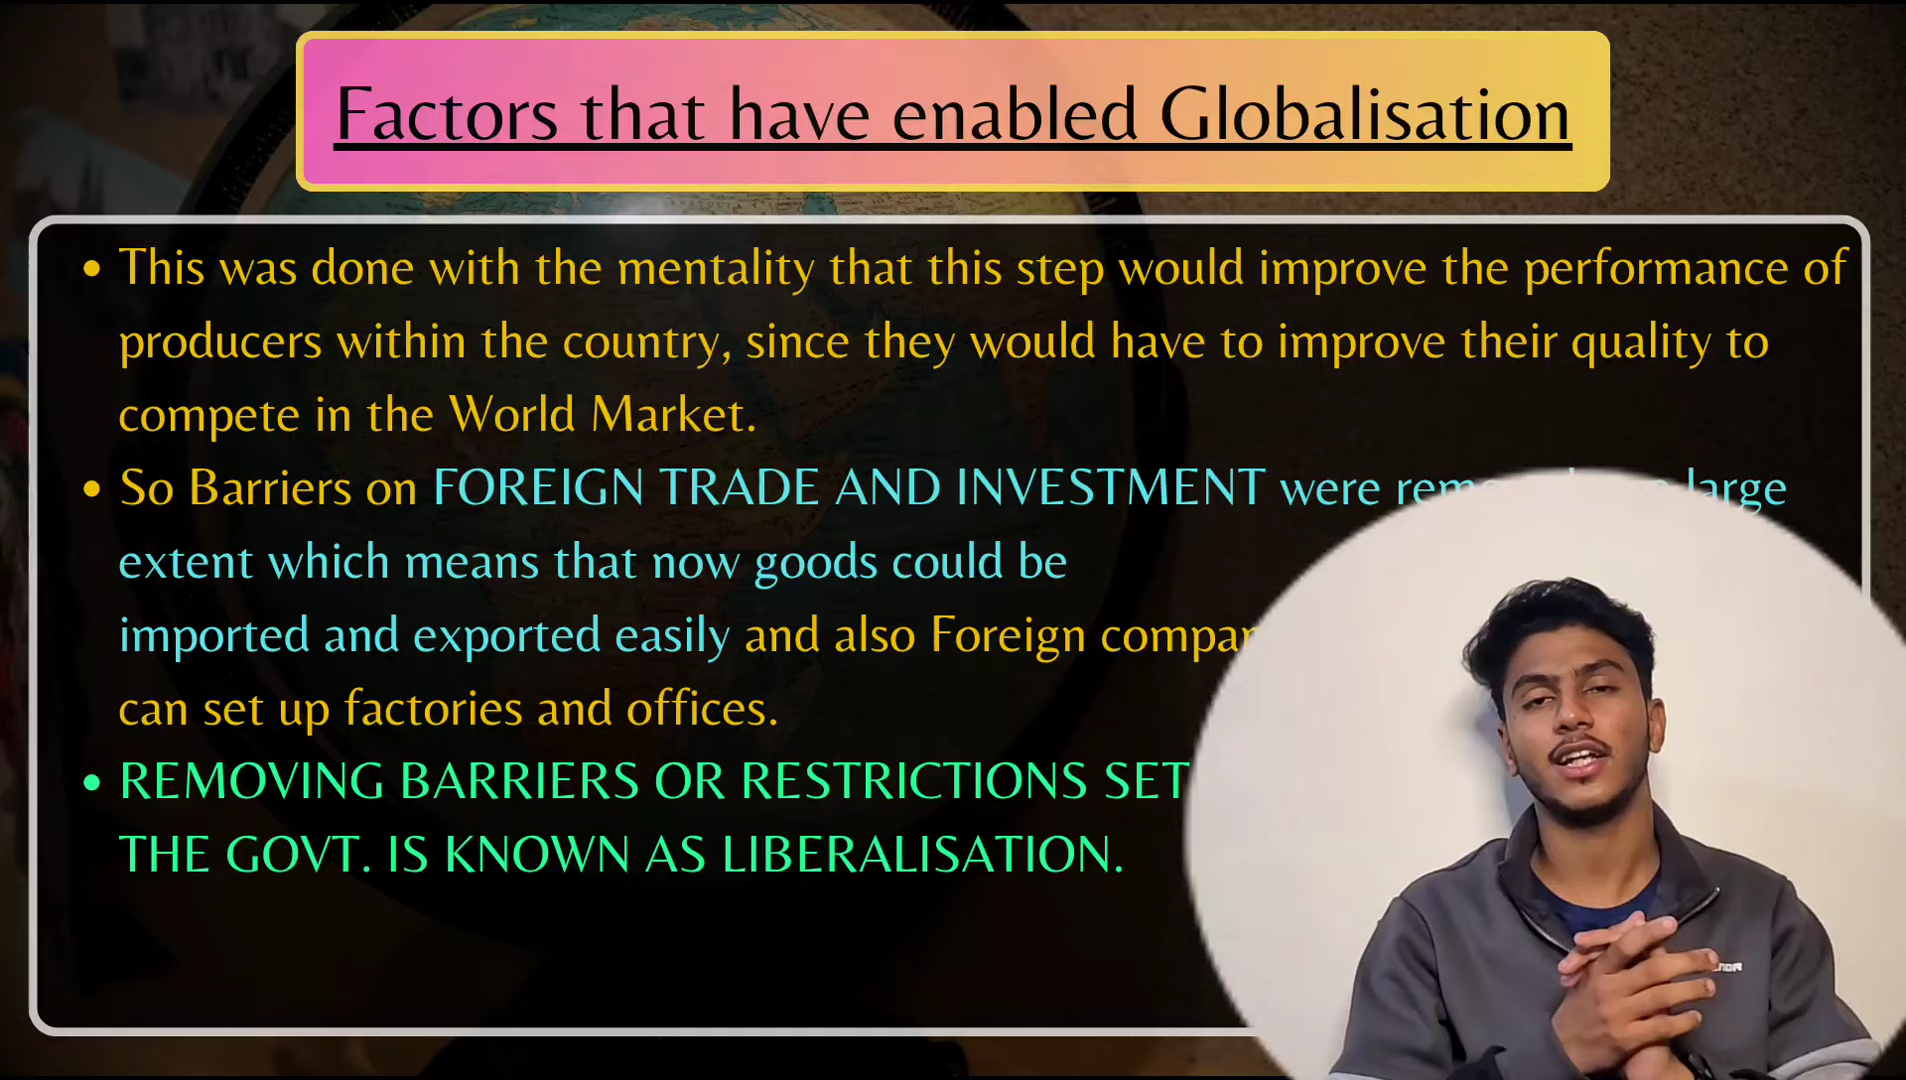 Factors that have enabled Globalisation
• This was done with the mentality that this step would improve the performance of
producers within the country, since they would have to improve their quality to
compete in the World Market.
• So Barriers on FOREIGN TRADE AND INVESTMENT were large
extent which means that now goods could be
imported and exported easily and also Foreign
can set up factories and offices.
• REMOVING BARRIERS OR RESTRICTIONS SET
THE GOVT. IS KNOWN AS LIBERALISATION.